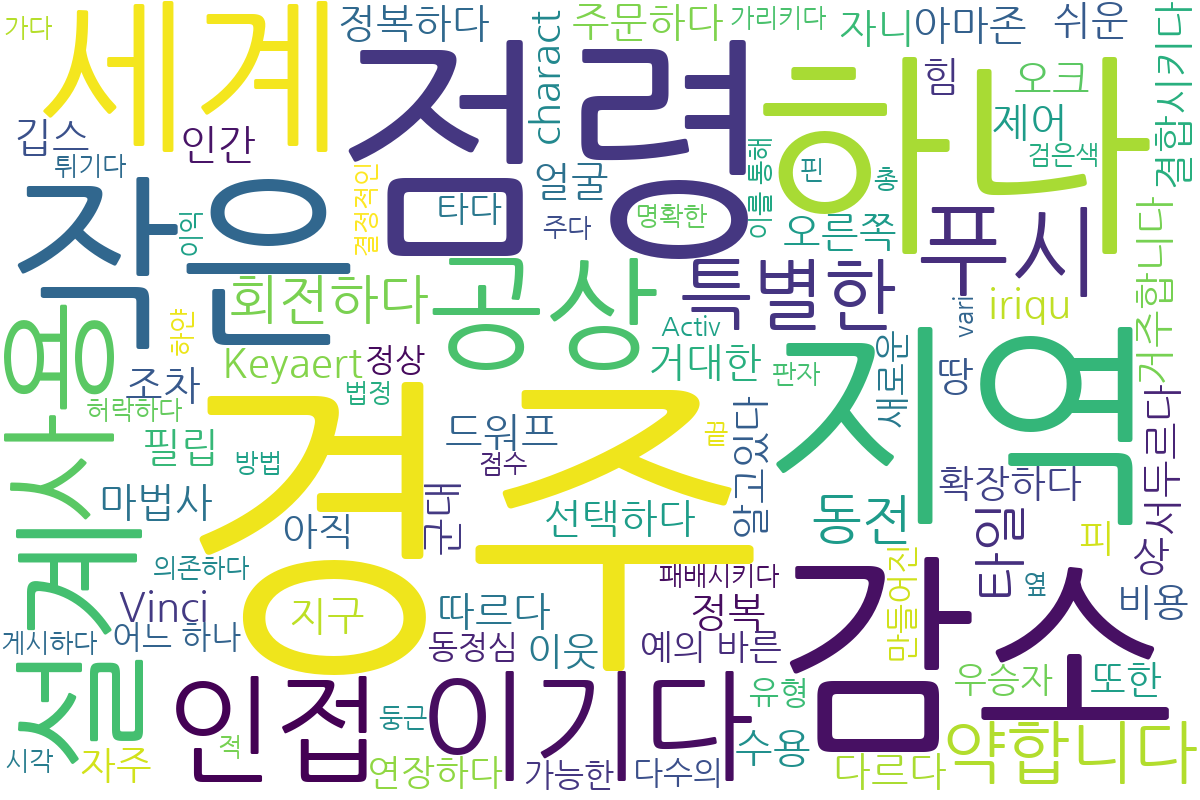 가다
세계
정복하다
charact
주문하다
가리키다
자니
아마존
쉬운
저명
하나
힘
오크
제어
검은색
결합시키다
깁스
인간
튀기다
작은
이익
결정적인
타다
얼굴
주다
명확한
이를 통해
핀
총
오른쪽
푸시
거주합니다
회전하다
공상
특별한
iriqu
vari
Activ
하얀
Keyaert
정상
거대한
판자
새로운
땅
지역
사용
설계
조차
법정
허락하다
경주
필립
방법
드워프
점수
끝
알고있다
확장하다
서두르다
마법사
아직
군대
선택하다
동전
타일
피
상
의존하다
패배시키다
만들어진
감소
옆
비용
Vinci
지구
따르다
정복
게시하다
어느 하나
동정심
이웃
예의 바른
우승자
또한
인접
이기다
둥근
유형
수용
약합니다
시각
자주
적
연장하다
가능한
다수의
다르다